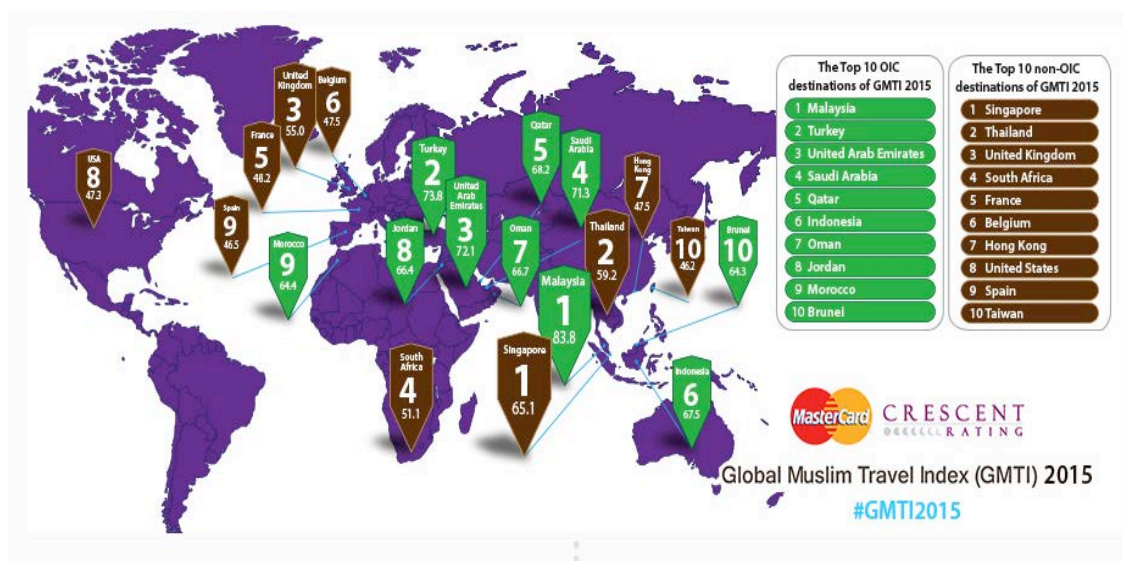 USA
8
47.3
Spain
9
46.5
France
5
48.2
United
Kingdom
3
55.0
Belgium
6
47.5
Morocco
9
64.4
Turkey
2
73.8
Jordan
8
66.4
United
Arab
Emirates
3
72.1
Oman
7
66.7
Qatar
5
68.2
Saudi
Arabia
4
71.3
Hong
Kong
7
47.5
Thailand
2
59.2
Taiwan
10
46.2
Brunei
10
64.3
Malaysia
1
83.8
South
Africa
4
51.1
Singapore
1
65.1
Indonesia
6
67.5
The Top 10 OIC
destinations of GMTI 2015
1 Malaysia
2 Turkey
3 United Arab Emirates
4 Saudi Arabia
5 Qatar
6 Indonesia
7 Oman
8 Jordan
9 Morocco
10 Brunei
The Top 10 non-OIC
destinations of GMTI 2015
1 Singapore
2 Thailand
3 United Kingdom
4 South Africa
5 France
6 Belgium
7 Hong Kong
8 United States
9 Spain
10 Taiwan
MasterCard
CRESCENT
RATING
Global Muslim Travel Index (GMTI) 2015
#GMTI2015